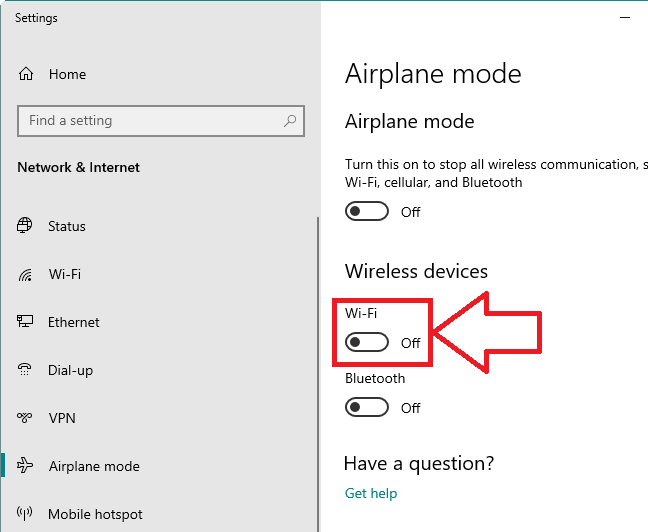 Settings
Home
Find a setting
Network & Internet
Status
Wi-Fi
Ethernet
Dial-up
VPN
Airplane mode
Mobile hotspot
Airplane mode
Airplane mode
Turn this on to stop all wireless communication, s
Wi-Fi, cellular, and Bluetooth
Off
Wireless devices
Wi-Fi
Off
Bluetooth
Off
Have a question?
Get help